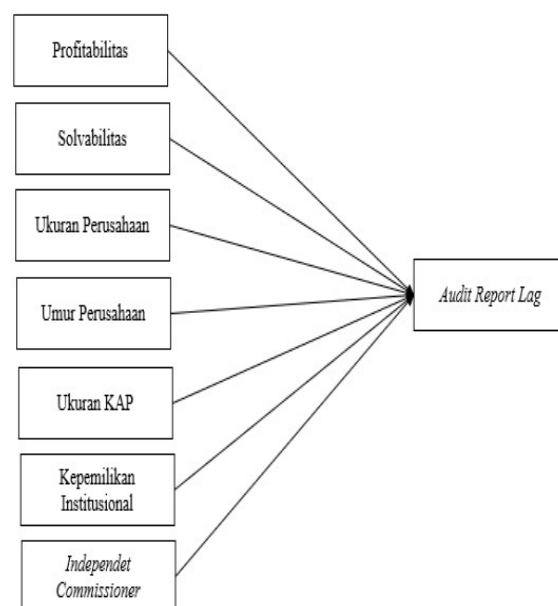 Profitabilitas
Solvabilitas
Ukuran Perusahaan
Umur Perusahaan
Audit Report Lag
Ukuran KAP
Kepemilikan
Institusional
Independet
Commissioner